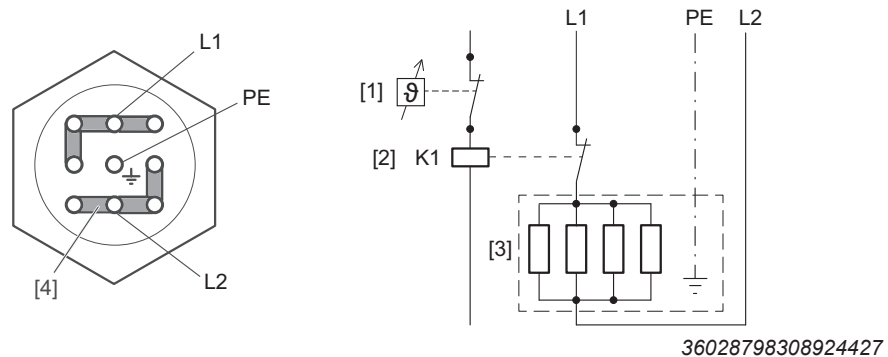 L1
PE
L2
[4]
L1 PE L2
[1] ϑ
[2] K1
[3]
36028798308924427